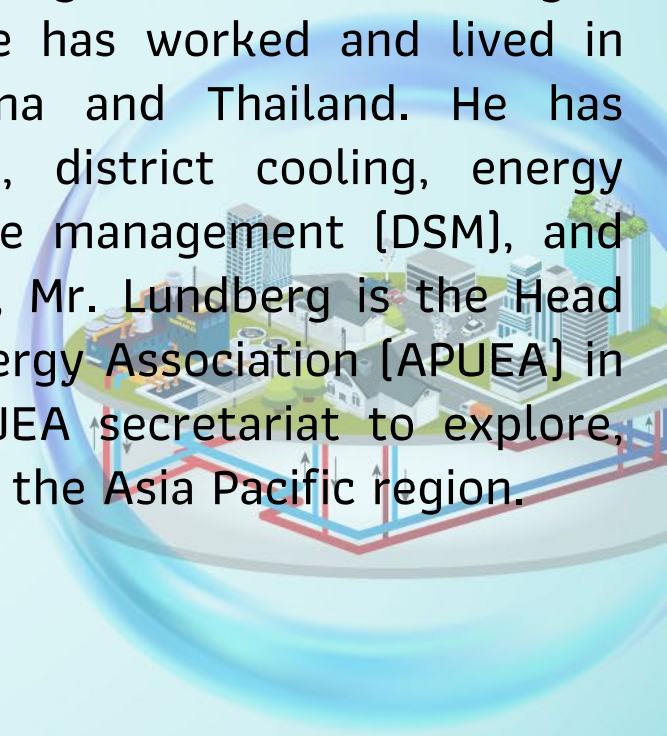 e has worked and lived in
na and Thailand. He has
, district cooling, energy
e management (DSM), and
, Mr. Lundberg is the Head
ergy Association (APUEA) in
UEA secretariat to explore,
the Asia Pacific region.